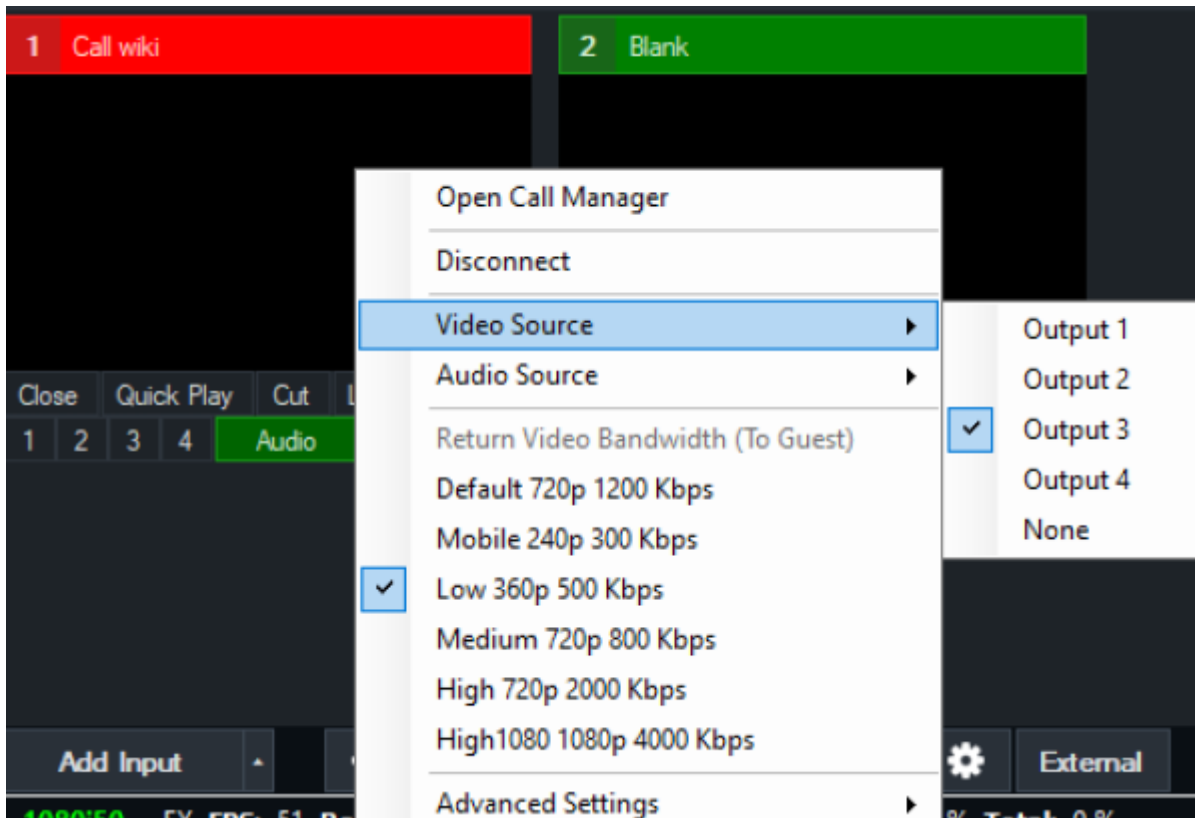 1 Call wiki
2 Blank
Open Call Manager
Disconnect
Video Source
Audio Source
Return Video Bandwidth (To Guest)
Default 720p 1200 Kbps
Mobile 240p 300 Kbps
Low 360p 500 Kbps
Medium 720p 800 Kbps
High 720p 2000 Kbps
High1080 1080p 4000 Kbps
Advanced Settings
Output 1
Output 2
Output 3
Output 4
None
Close Quick Play Cut
1 2 3 4 Audio
Add Input
External